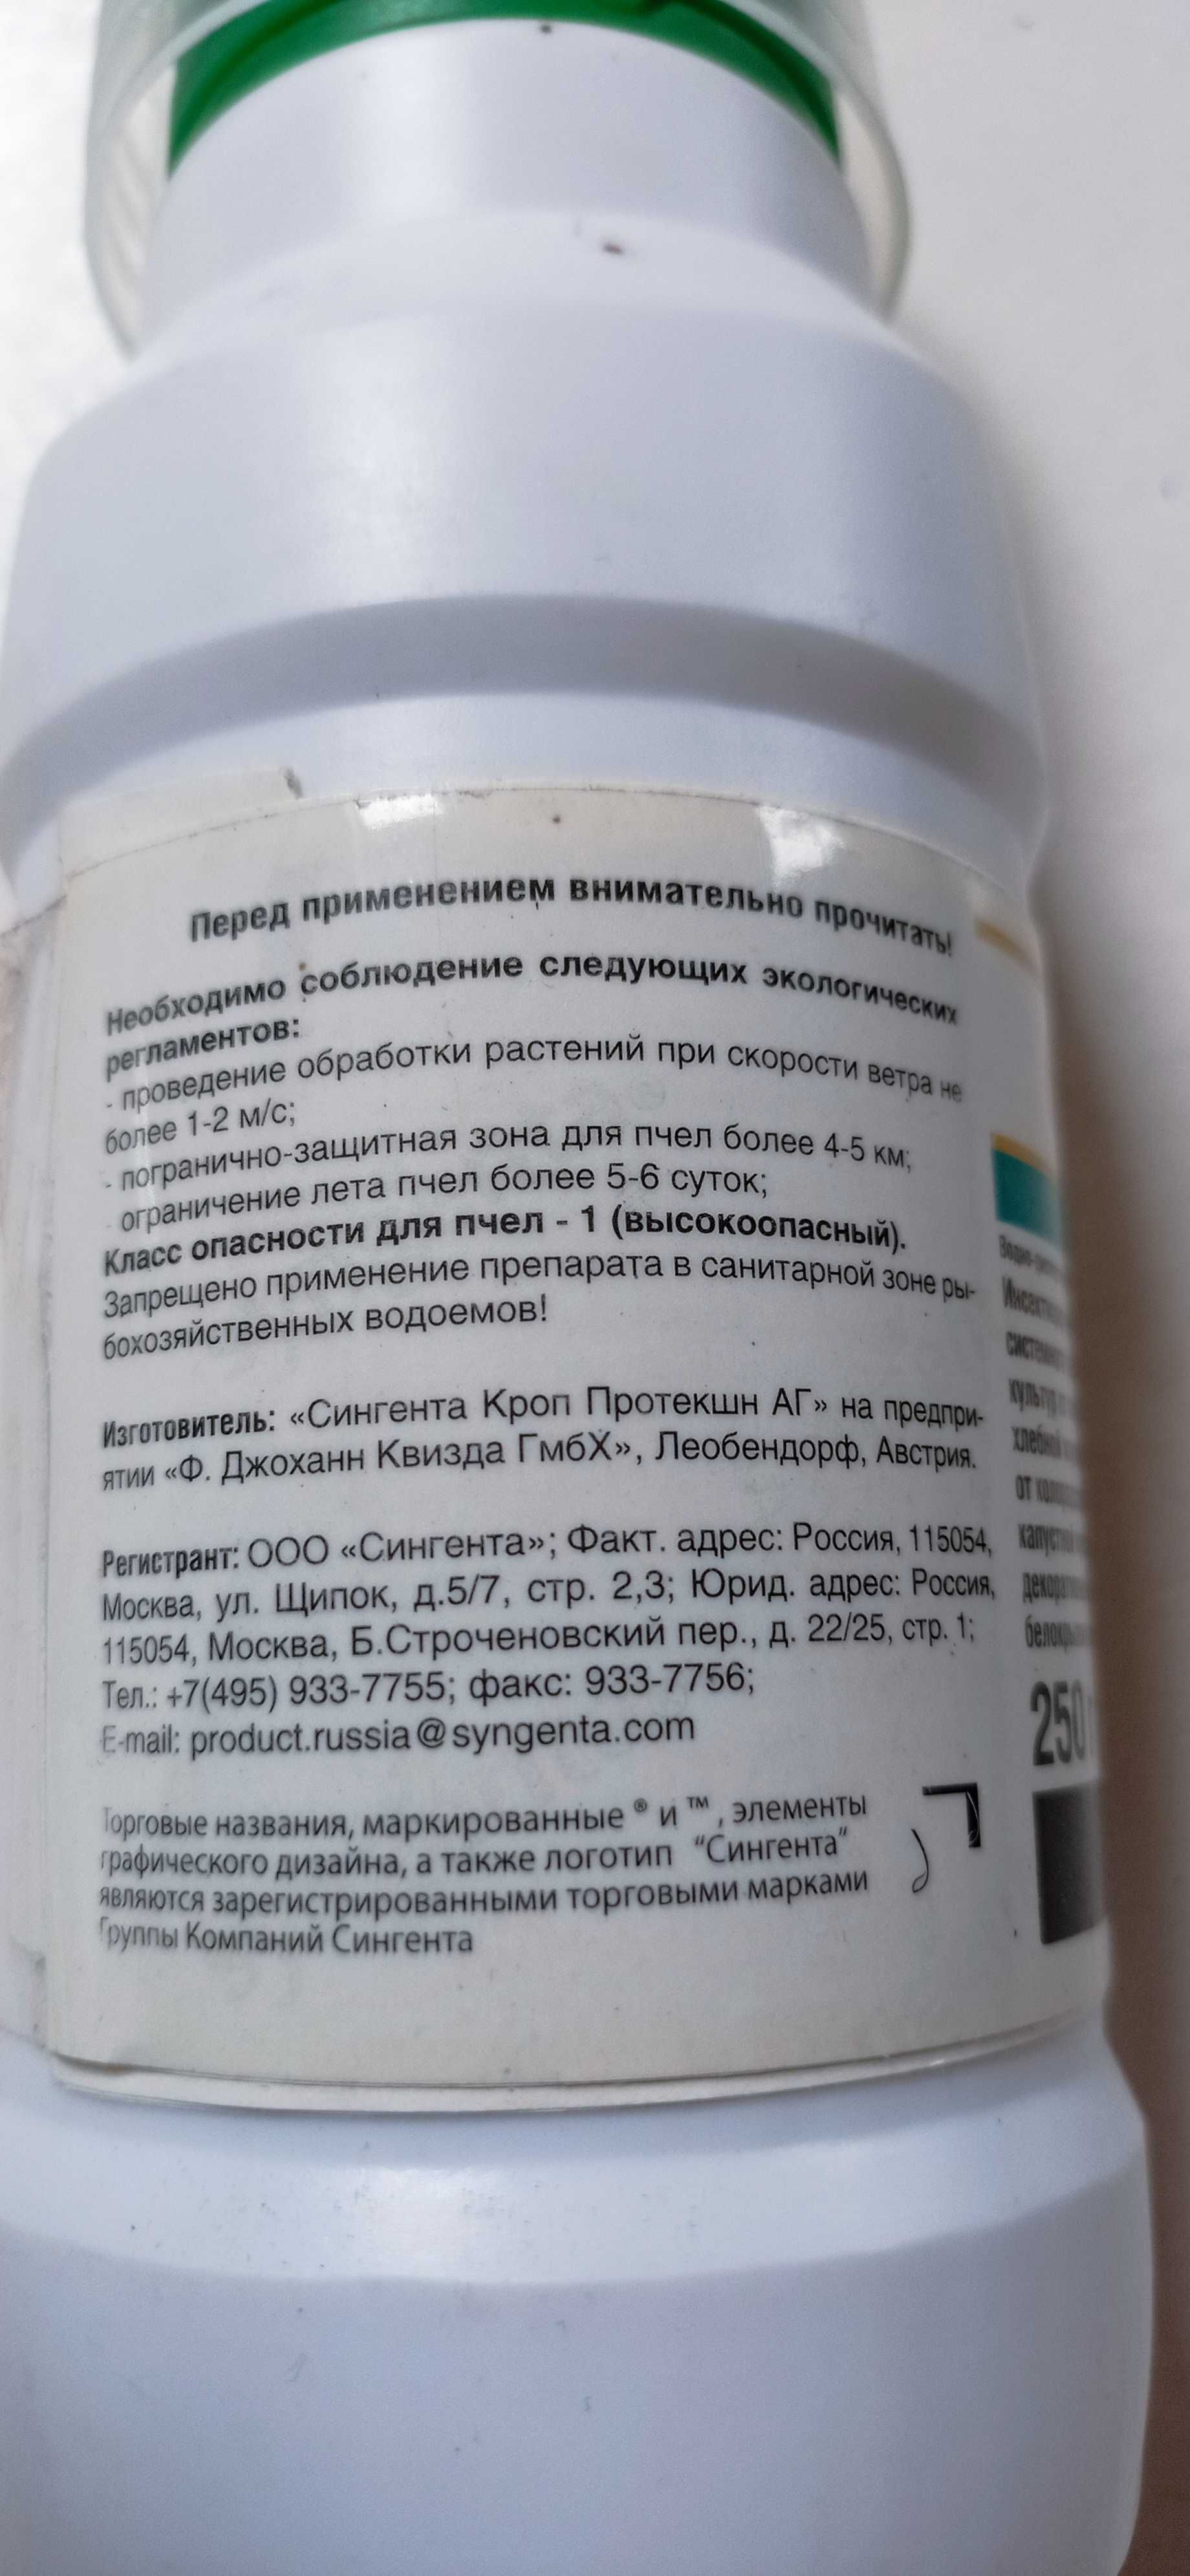 Перед применением внимательно прочитать!
Необходимо соблюдение следующих экологических
регламентов:
- проведение обработки растений при скорости ветра не
более 1-2 м/с;
- погранично-защитная зона для пчел более 4-5 км;
ограничение лета пчел более 5-6 суток;
Класс опасности для пчел - 1 (высокоопасный).
Запрещено применение препарата в санитарной зоне ры-
бохозяйственных водоемов!
Изготовитель: «Сингента Кроп Протекшн АГ» на предпри-
ятии «Ф. Джоханн Квизда ГмбХ», Леобендорф, Австрия.
Регистрант: ООО «Сингента»; Факт. адрес: Россия, 115054,
Москва, ул. Щипок, д.5/7, стр. 2,3; Юрид. адрес: Россия,
115054, Москва, Б.Строченовский пер., д. 22/25, стр. 1;
Тел.: +7(495) 933-7755; факс: 933-7756;
E-mail: product.russia@syngenta.com
Торговые названия, маркированные ® и ™, элементы
графического дизайна, а также логотип "Сингента"
являются зарегистрированными торговыми марками
Группы Компаний Сингента
250